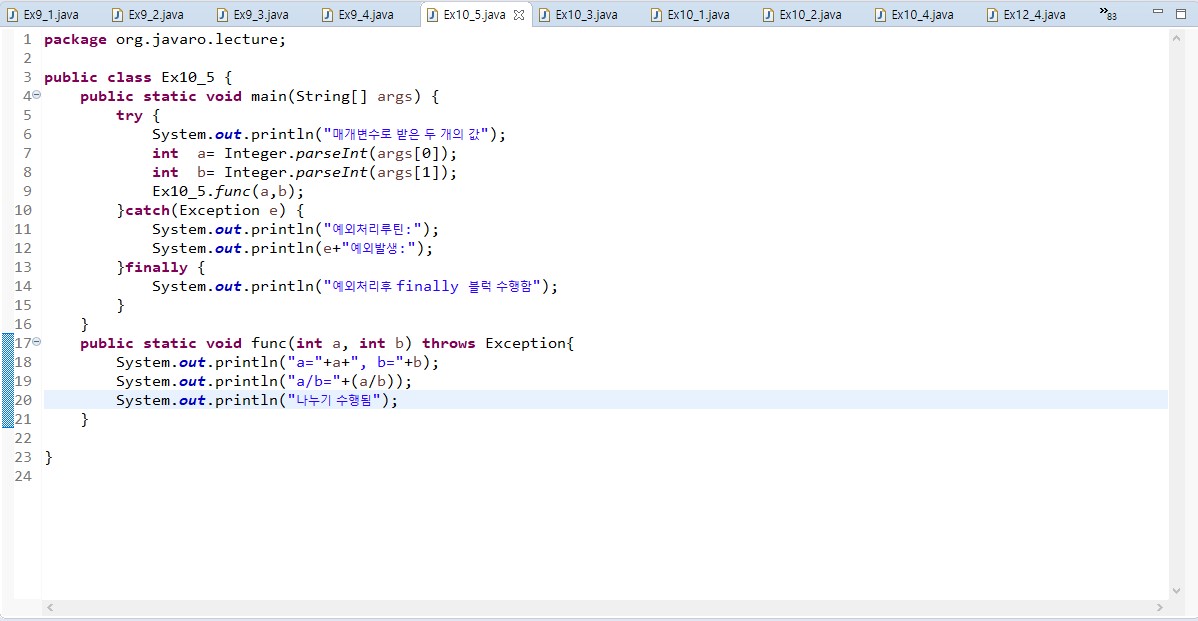 Ex9_1.java Ex9_2.java Ex9_3.java Ex9_4.java Ex10_5.java Ex10_3.java Ex10_1.java Ex10_2.java Ex10_4.java Ex12_4.java »83
1 package org.javaro.lecture;
2
3 public class Ex10_5 {
4     public static void main(String[] args) {
5         try {
6             System.out.println("매개변수로 받은 두 개의 값");
7             int  a= Integer.parseInt(args[0]);
8             int  b= Integer.parseInt(args[1]);
9             Ex10_5.func(a,b);
10         }catch(Exception e) {
11             System.out.println("예외처리루틴:");
12             System.out.println(e+"예외발생:");
13         }finally {
14             System.out.println("예외처리후 finally 블럭 수행함");
15         }
16     }
17     public static void func(int a, int b) throws Exception{
18         System.out.println("a="+a+", b="+b);
19         System.out.println("a/b="+(a/b));
20         System.out.println("나누기 수행됨");
21     }
22
23 }
24